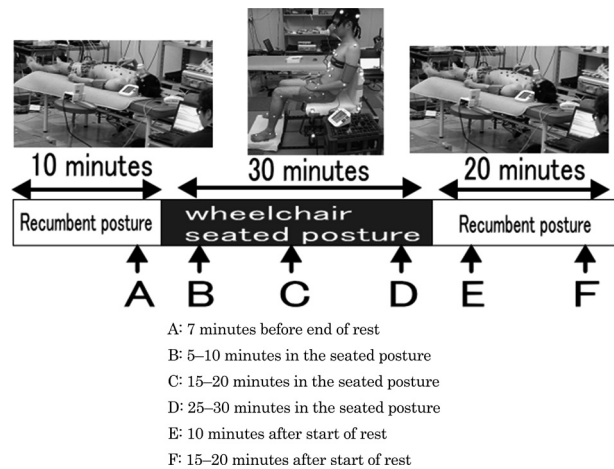 10 minutes
30 minutes
20 minutes
Recumbent posture
wheelchair
seated posture
Recumbent posture
A B C D E F
A: 7 minutes before end of rest
B: 5–10 minutes in the seated posture
C: 15–20 minutes in the seated posture
D: 25–30 minutes in the seated posture
E: 10 minutes after start of rest
F: 15–20 minutes after start of rest